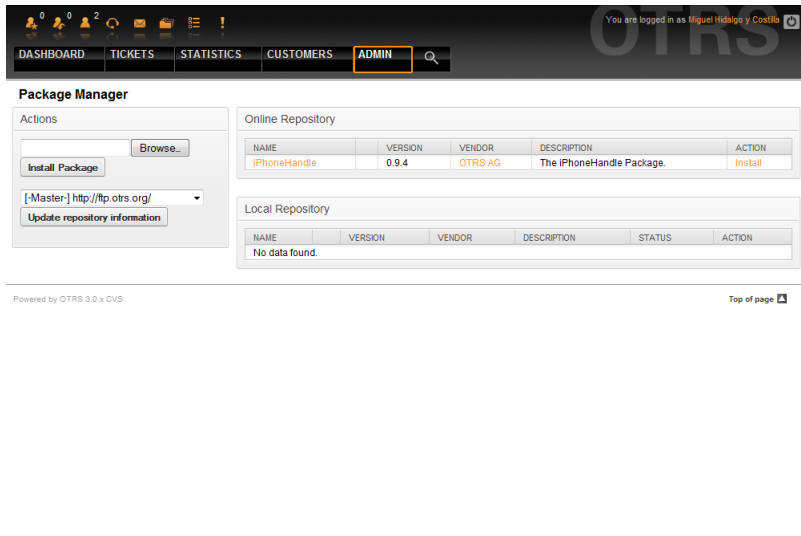 0 0 2
You are logged in as Miguel Hidalgo y Costilla
OTRS
DASHBOARD TICKETS STATISTICS CUSTOMERS ADMIN
Package Manager
Actions
Browse..
Install Package
[-Master-] http://ftp.otrs.org/
Update repository information
Online Repository
NAME VERSION VENDOR DESCRIPTION ACTION
iPhoneHandle 0.9.4 OTRS AG The iPhoneHandle Package. Install
Local Repository
NAME VERSION VENDOR DESCRIPTION STATUS ACTION
No data found.
Powered by OTRS 3.0.x CVS
Top of page